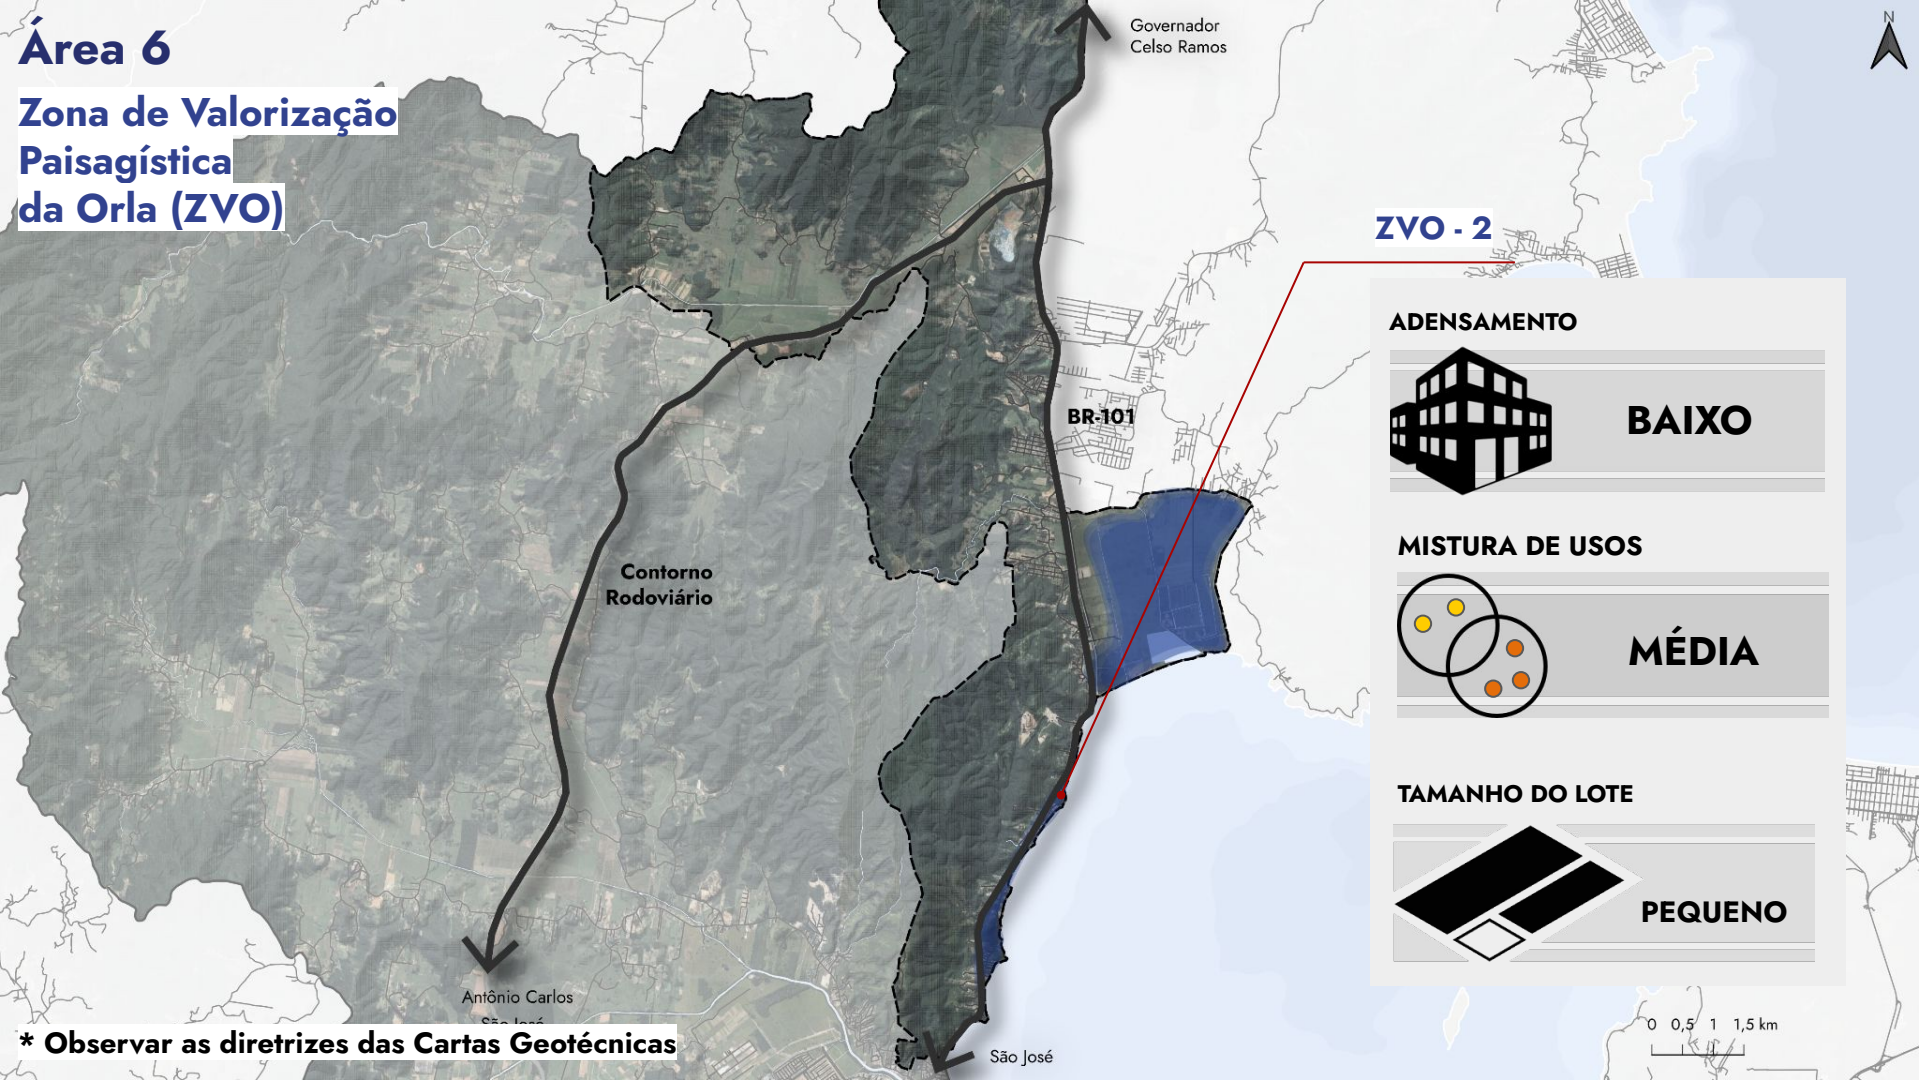 Área 6
Zona de Valorização
Paisagística
da Orla (ZVO)
Governador
Celso Ramos
N
ZVO - 2
ADENSAMENTO
BAIXO
BR-101
MISTURA DE USOS
MÉDIA
Contorno
Rodoviário
TAMANHO DO LOTE
PEQUENO
Antônio Carlos
São José
* Observar as diretrizes das Cartas Geotécnicas
São José
0 0,5 1 1,5 km